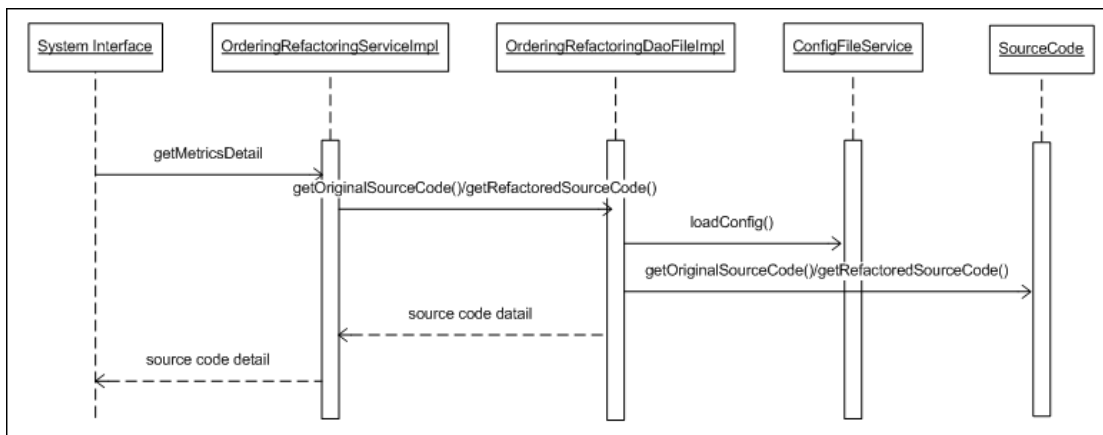 System Interface
OrderingRefactoringServiceImpl
OrderingRefactoringDaoFileImpl
ConfigFileService
SourceCode
getMetricsDetail
getOriginalSourceCode()/getRefactoredSourceCode()
loadConfig()
getOriginalSourceCode()/getRefactoredSourceCode()
source code datail
source code detail